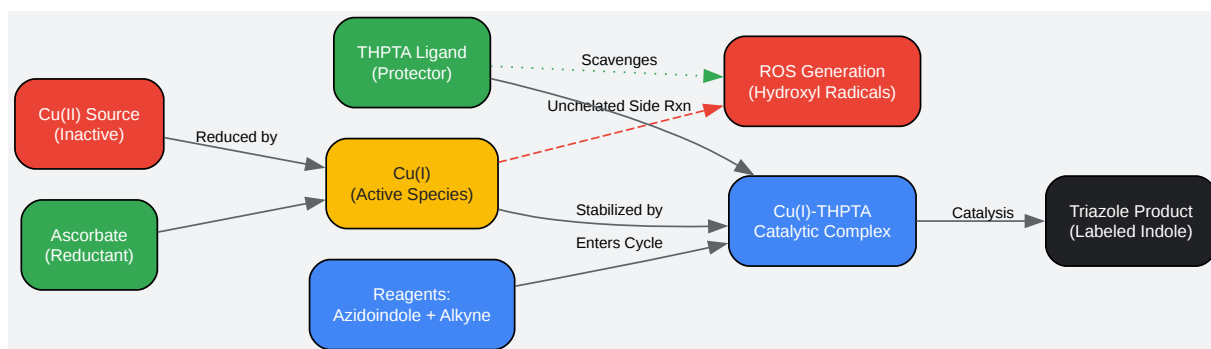 THPTA Ligand
(Protector)
Scavenges
ROS Generation
(Hydroxyl Radicals)
Cu(II) Source
(Inactive)
Reduced by
Unchelated Side Rxn
Cu(I)
(Active Species)
Ascorbate
(Reductant)
Stabilized by
Enters Cycle
Cu(I)-THPTA
Catalytic Complex
Catalysis
Triazole Product
(Labeled Indole)
Reagents:
Azidoindole + Alkyne